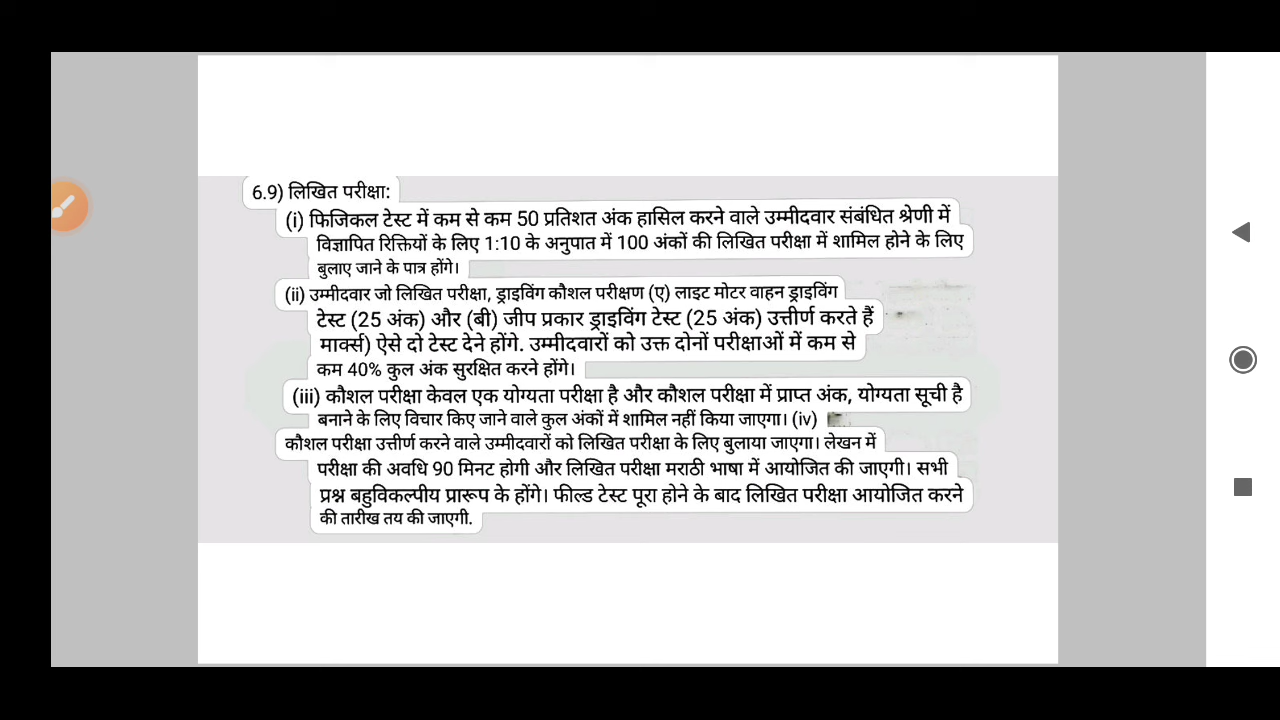 6.9) लिखित परीक्षा:
(i) फिजिकल टेस्ट में कम से कम 50 प्रतिशत अंक हासिल करने वाले उम्मीदवार संबंधित श्रेणी में
विज्ञापित रिक्तियों के लिए 1:10 के अनुपात में 100 अंकों की लिखित परीक्षा में शामिल होने के लिए
बुलाए जाने के पात्र होंगे।
(ii) उम्मीदवार जो लिखित परीक्षा, ड्राइविंग कौशल परीक्षण (ए) लाइट मोटर वाहन ड्राइविंग
टेस्ट (25 अंक) और (बी) जीप प्रकार ड्राइविंग टेस्ट (25 अंक) उत्तीर्ण करते हैं
मार्क्स) ऐसे दो टेस्ट देने होंगे. उम्मीदवारों को उक्त दोनों परीक्षाओं में कम से
कम 40% कुल अंक सुरक्षित करने होंगे।
(iii) कौशल परीक्षा केवल एक योग्यता परीक्षा है और कौशल परीक्षा में प्राप्त अंक, योग्यता सूची है
बनाने के लिए विचार किए जाने वाले कुल अंकों में शामिल नहीं किया जाएगा। (iv)
कौशल परीक्षा उत्तीर्ण करने वाले उम्मीदवारों को लिखित परीक्षा के लिए बुलाया जाएगा। लेखन में
परीक्षा की अवधि 90 मिनट होगी और लिखित परीक्षा मराठी भाषा में आयोजित की जाएगी। सभी
प्रश्न बहुविकल्पीय प्रारूप के होंगे। फील्ड टेस्ट पूरा होने के बाद लिखित परीक्षा आयोजित करने
की तारीख तय की जाएगी.